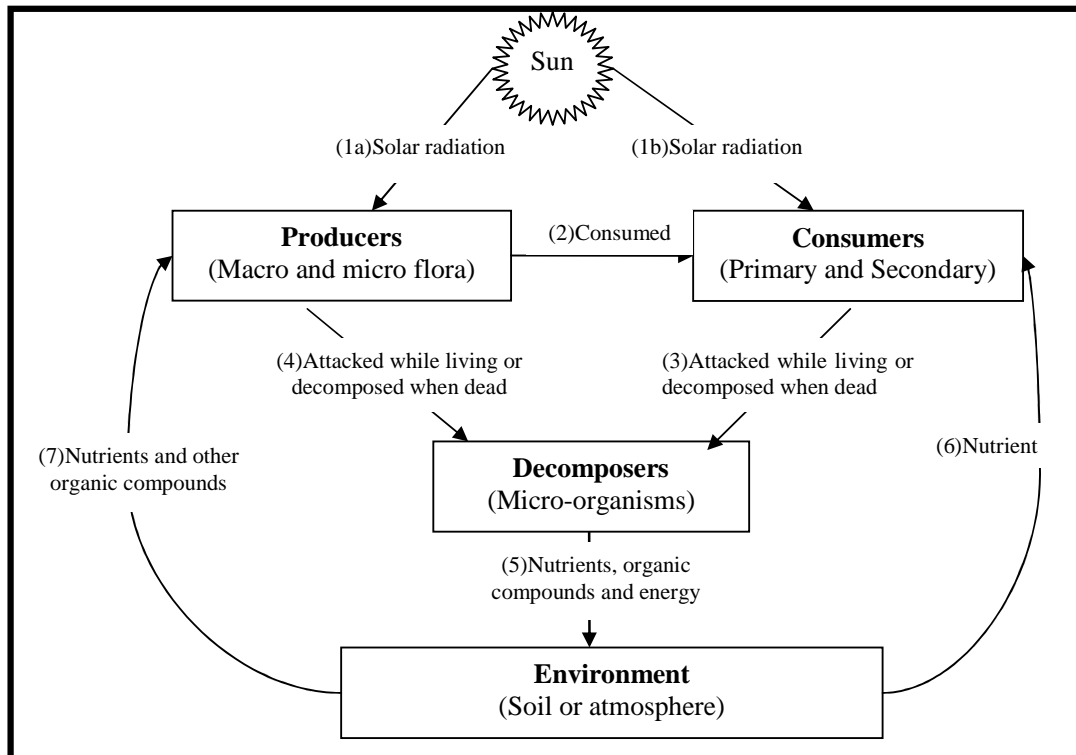 Sun
(1a)Solar radiation
(1b)Solar radiation
Producers
(Macro and micro flora)
(2)Consumed
Consumers
(Primary and Secondary)
(4)Attacked while living or
decomposed when dead
(3)Attacked while living or
decomposed when dead
(7)Nutrients and other
organic compounds
Decomposers
(Micro-organisms)
(6)Nutrient
(5)Nutrients, organic
compounds and energy
Environment
(Soil or atmosphere)